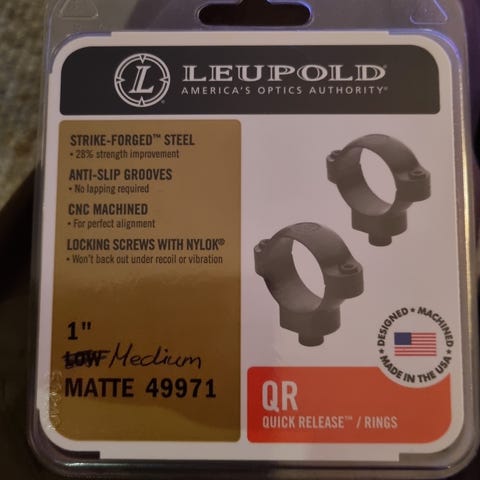 L LEUPOLD®
AMERICA'S OPTICS AUTHORITY®
STRIKE-FORGED™ STEEL
• 28% strength improvement
ANTI-SLIP GROOVES
• No lapping required
CNC MACHINED
• For perfect alignment
LOCKING SCREWS WITH NYLOK®
• Won't back out under recoil or vibration
1"
LOW Medium
MATTE 49971
DESIGNED • MACHINED
MADE IN THE USA
QR
QUICK RELEASE™ / RINGS